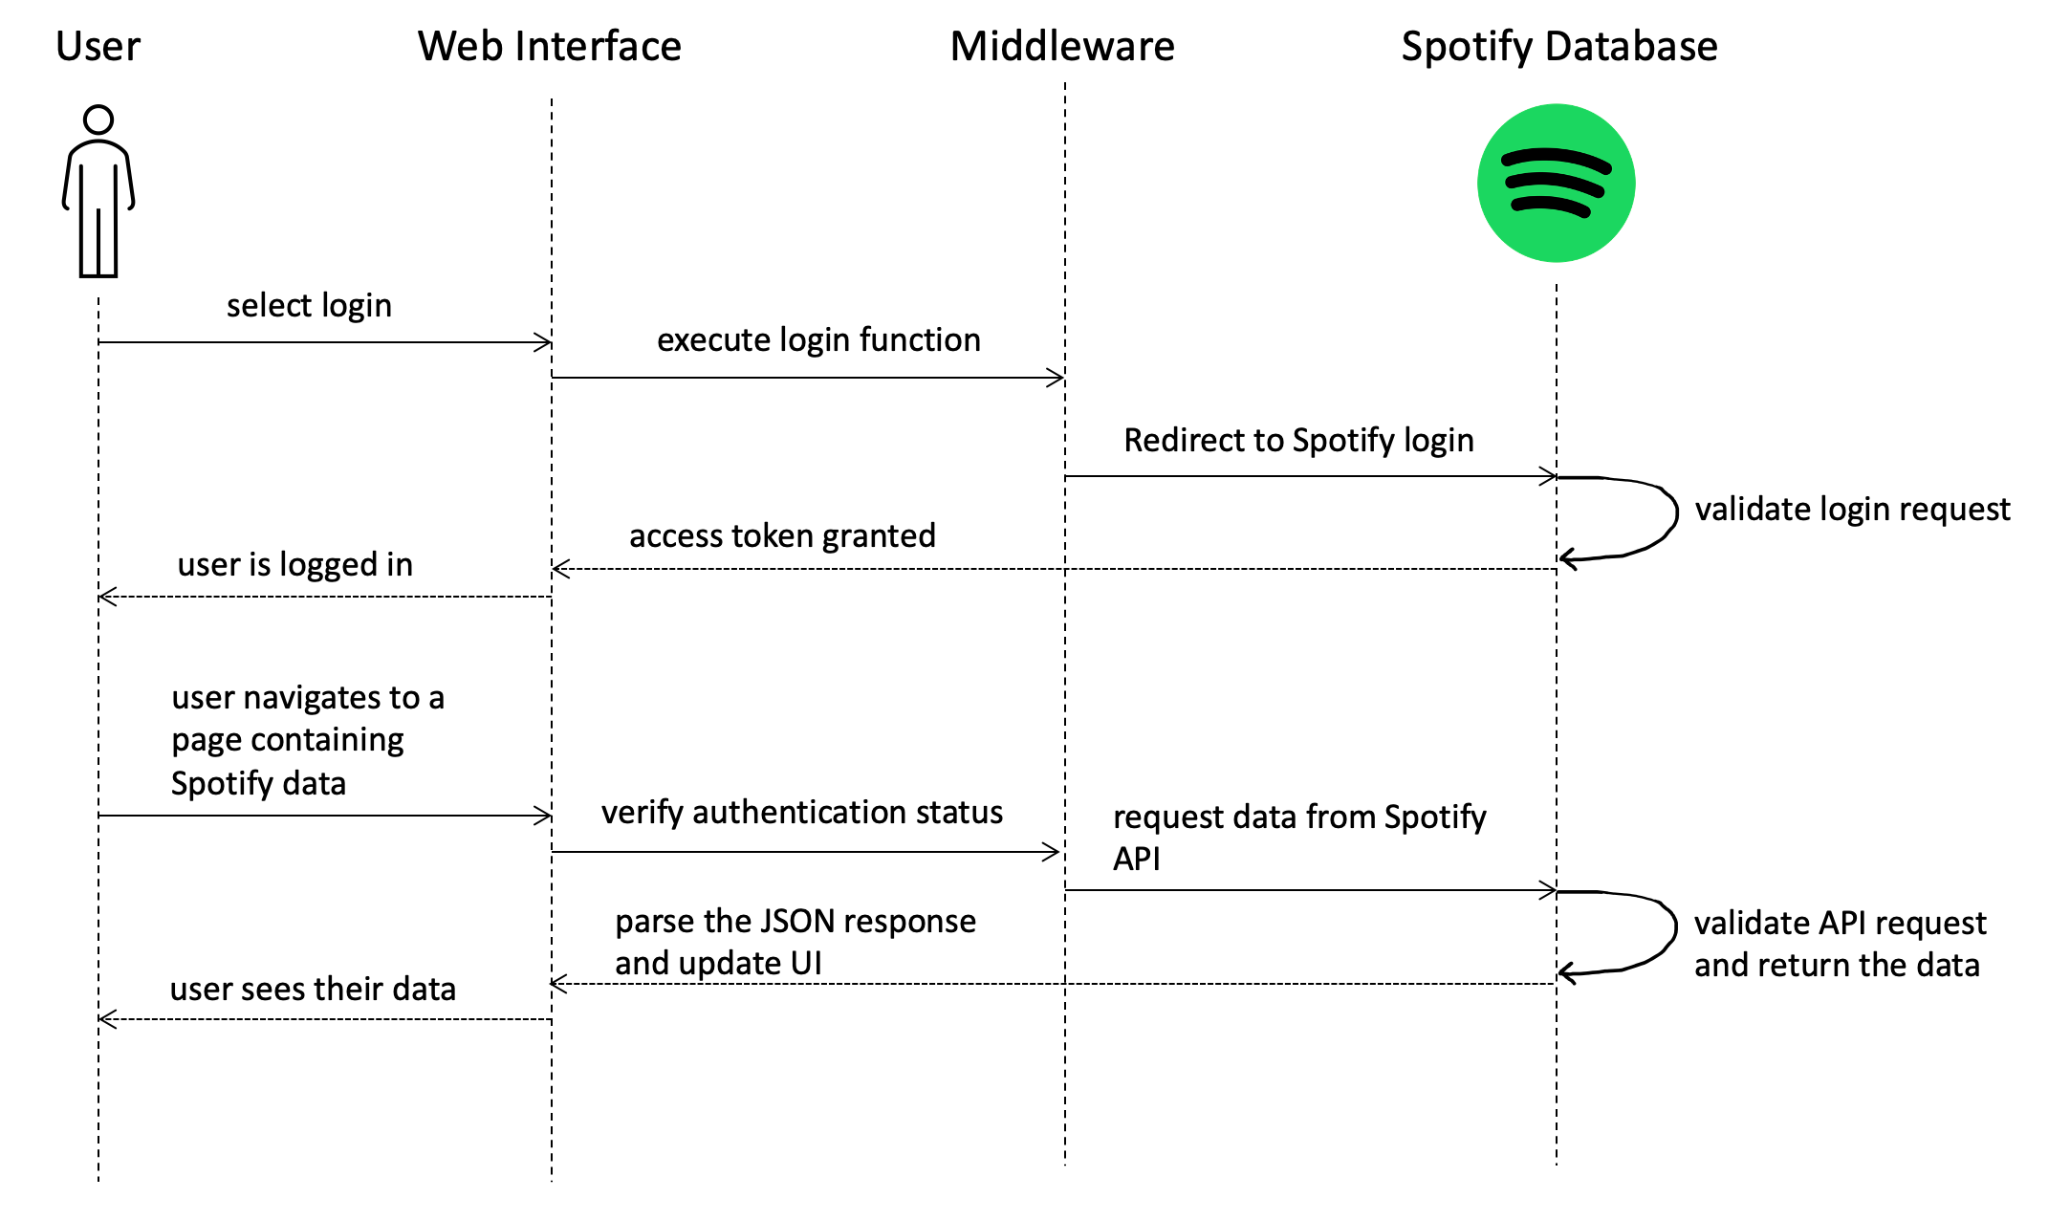 User
Web Interface
Middleware
Spotify Database
select login
execute login function
Redirect to Spotify login
validate login request
access token granted
user is logged in
user navigates to a
page containing
Spotify data
verify authentication status
request data from Spotify
API
parse the JSON response
and update UI
validate API request
and return the data
user sees their data